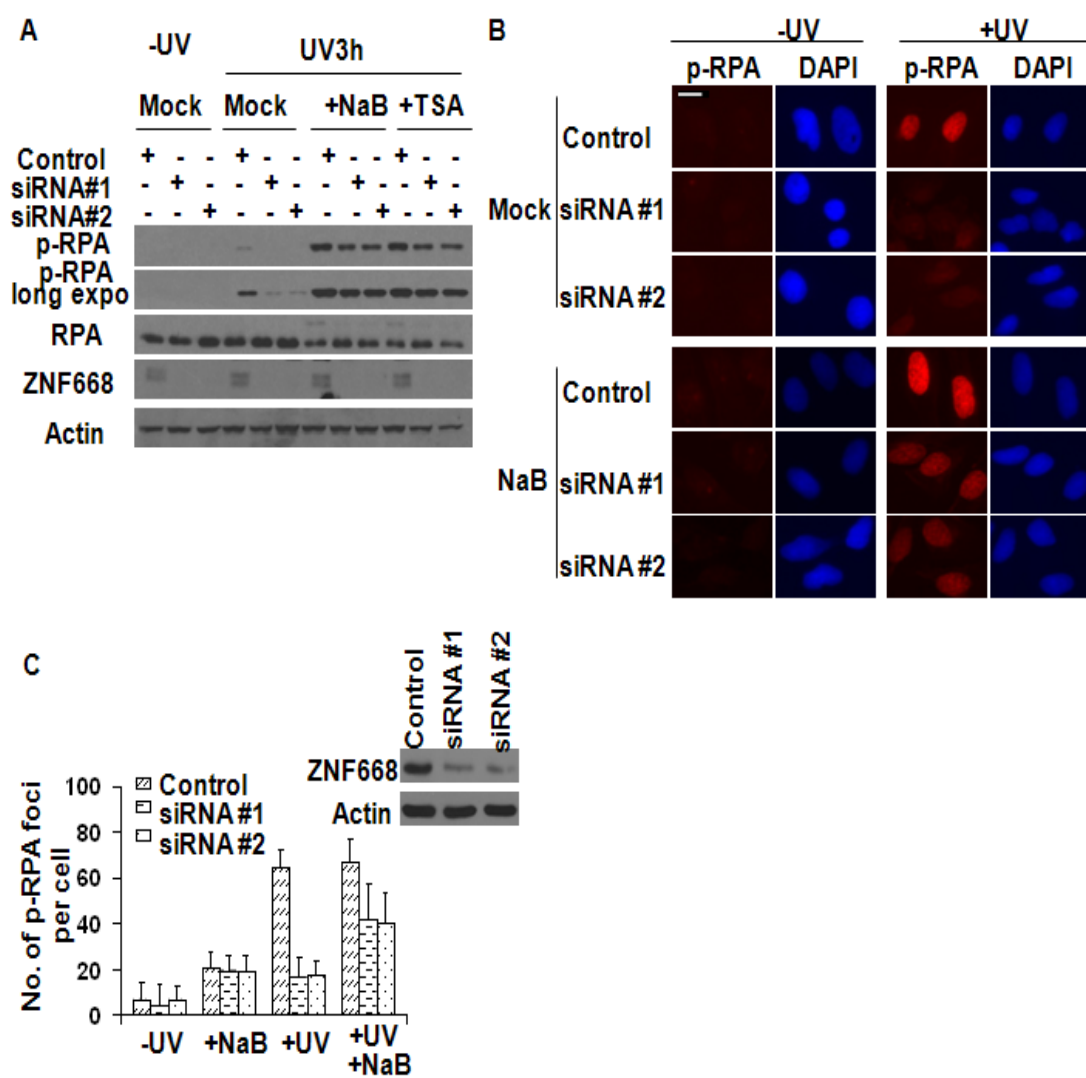 A
-UV
UV3h
Mock Mock +NaB +TSA
Control + - - + - - + - - + - -
siRNA#1 - + - - + - - + - - + -
siRNA#2 - - + - - + - - + - - +
p-RPA
p-RPA
long expo
RPA
ZNF668
Actin
B
-UV +UV
p-RPA DAPI p-RPA DAPI
Control
Mock siRNA#1
siRNA#2
Control
NaB siRNA#1
siRNA#2
C
Control siRNA#1 siRNA#2
ZNF668
Actin
No. of p-RPA foci
per cell
100
80
60
40
20
0
Control
siRNA#1
siRNA#2
-UV +NaB +UV +UV
+NaB